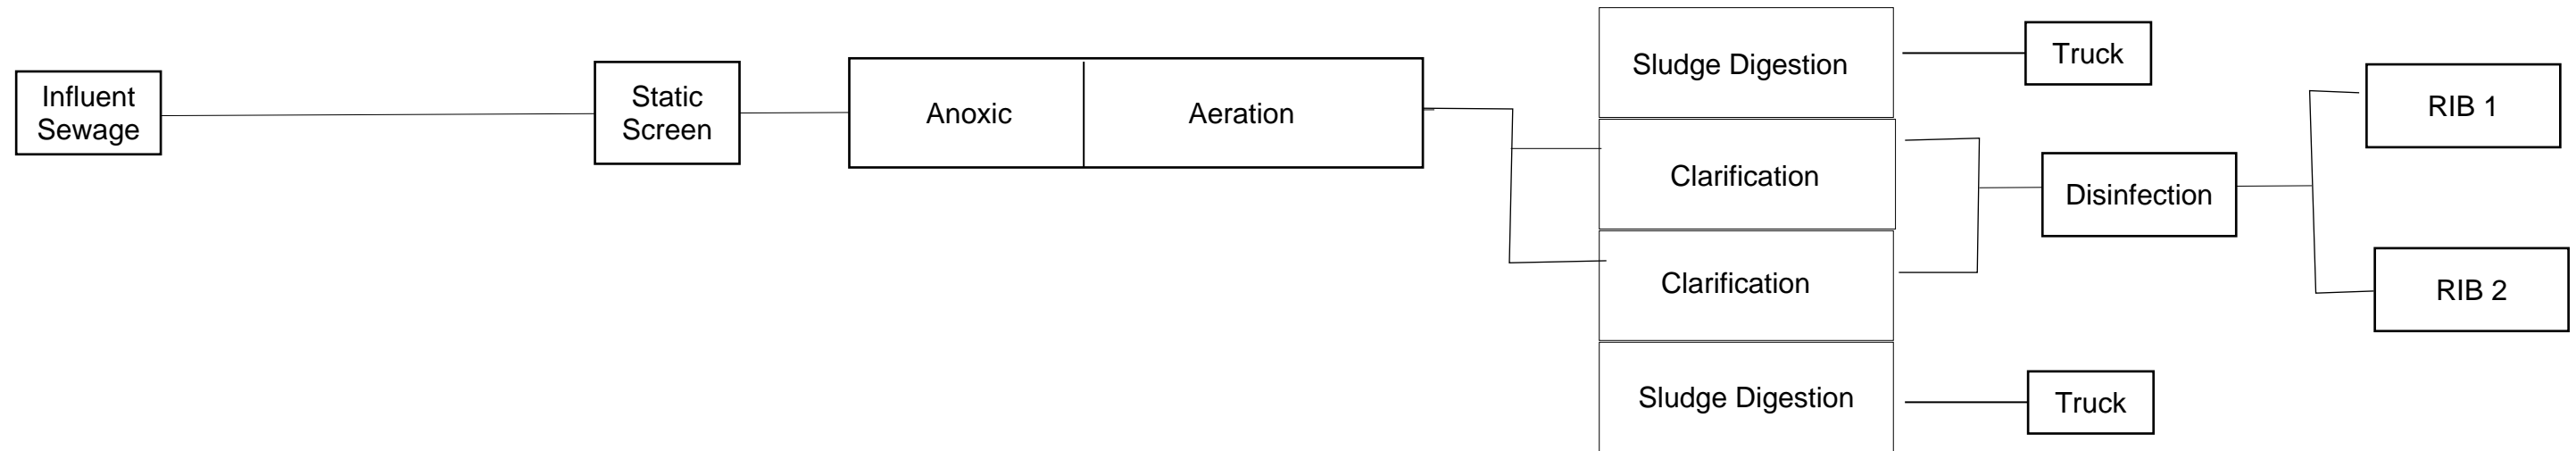 Influent
Sewage
Static
Screen
Anoxic
Aeration
Sludge Digestion
Clarification
Clarification
Sludge Digestion
Truck
Disinfection
Truck
RIB 1
RIB 2